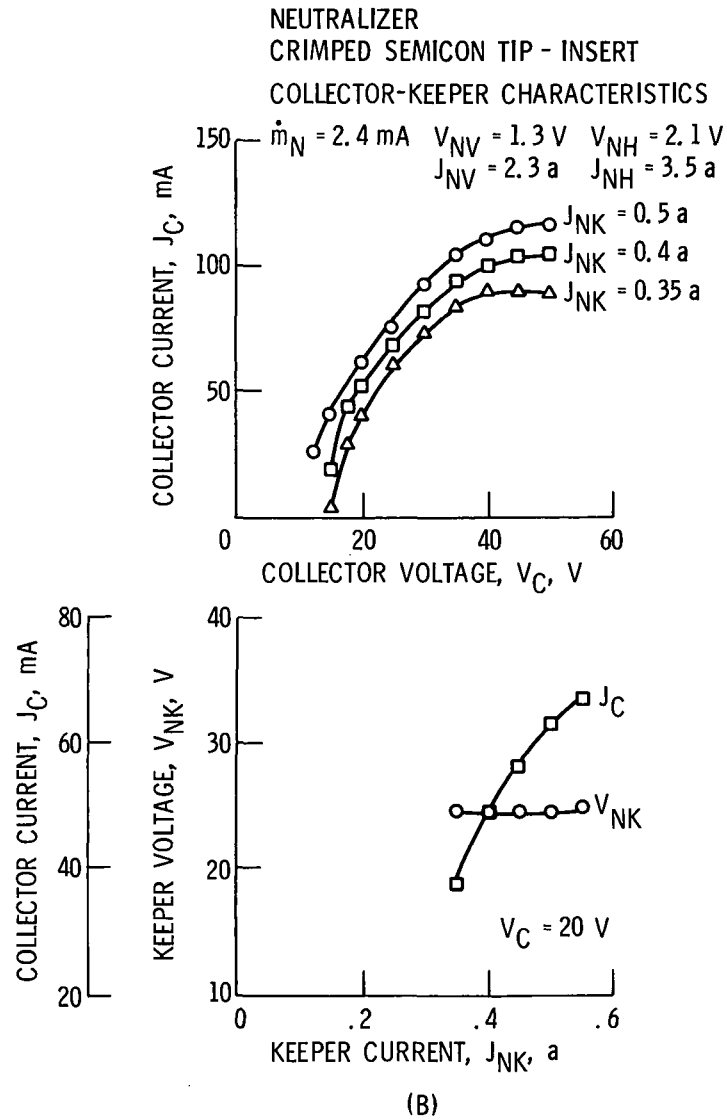 NEUTRALIZER
CRIMPED SEMICON TIP - INSERT
COLLECTOR-KEEPER CHARACTERISTICS
ṁN = 2.4 mA VNV = 1.3 V VNH = 2.1 V
JNV = 2.3 a JNH = 3.5 a
150
100
50
0
20
40
60
COLLECTOR CURRENT, JC, mA
JNK = 0.5 a
JNK = 0.4 a
JNK = 0.35 a
COLLECTOR VOLTAGE, VC, V
80
60
40
20
COLLECTOR CURRENT, JC, mA
40
30
20
10
KEEPER VOLTAGE, VNK, V
JC
VNK
VC = 20 V
0
.2
.4
.6
KEEPER CURRENT, JNK, a
(B)